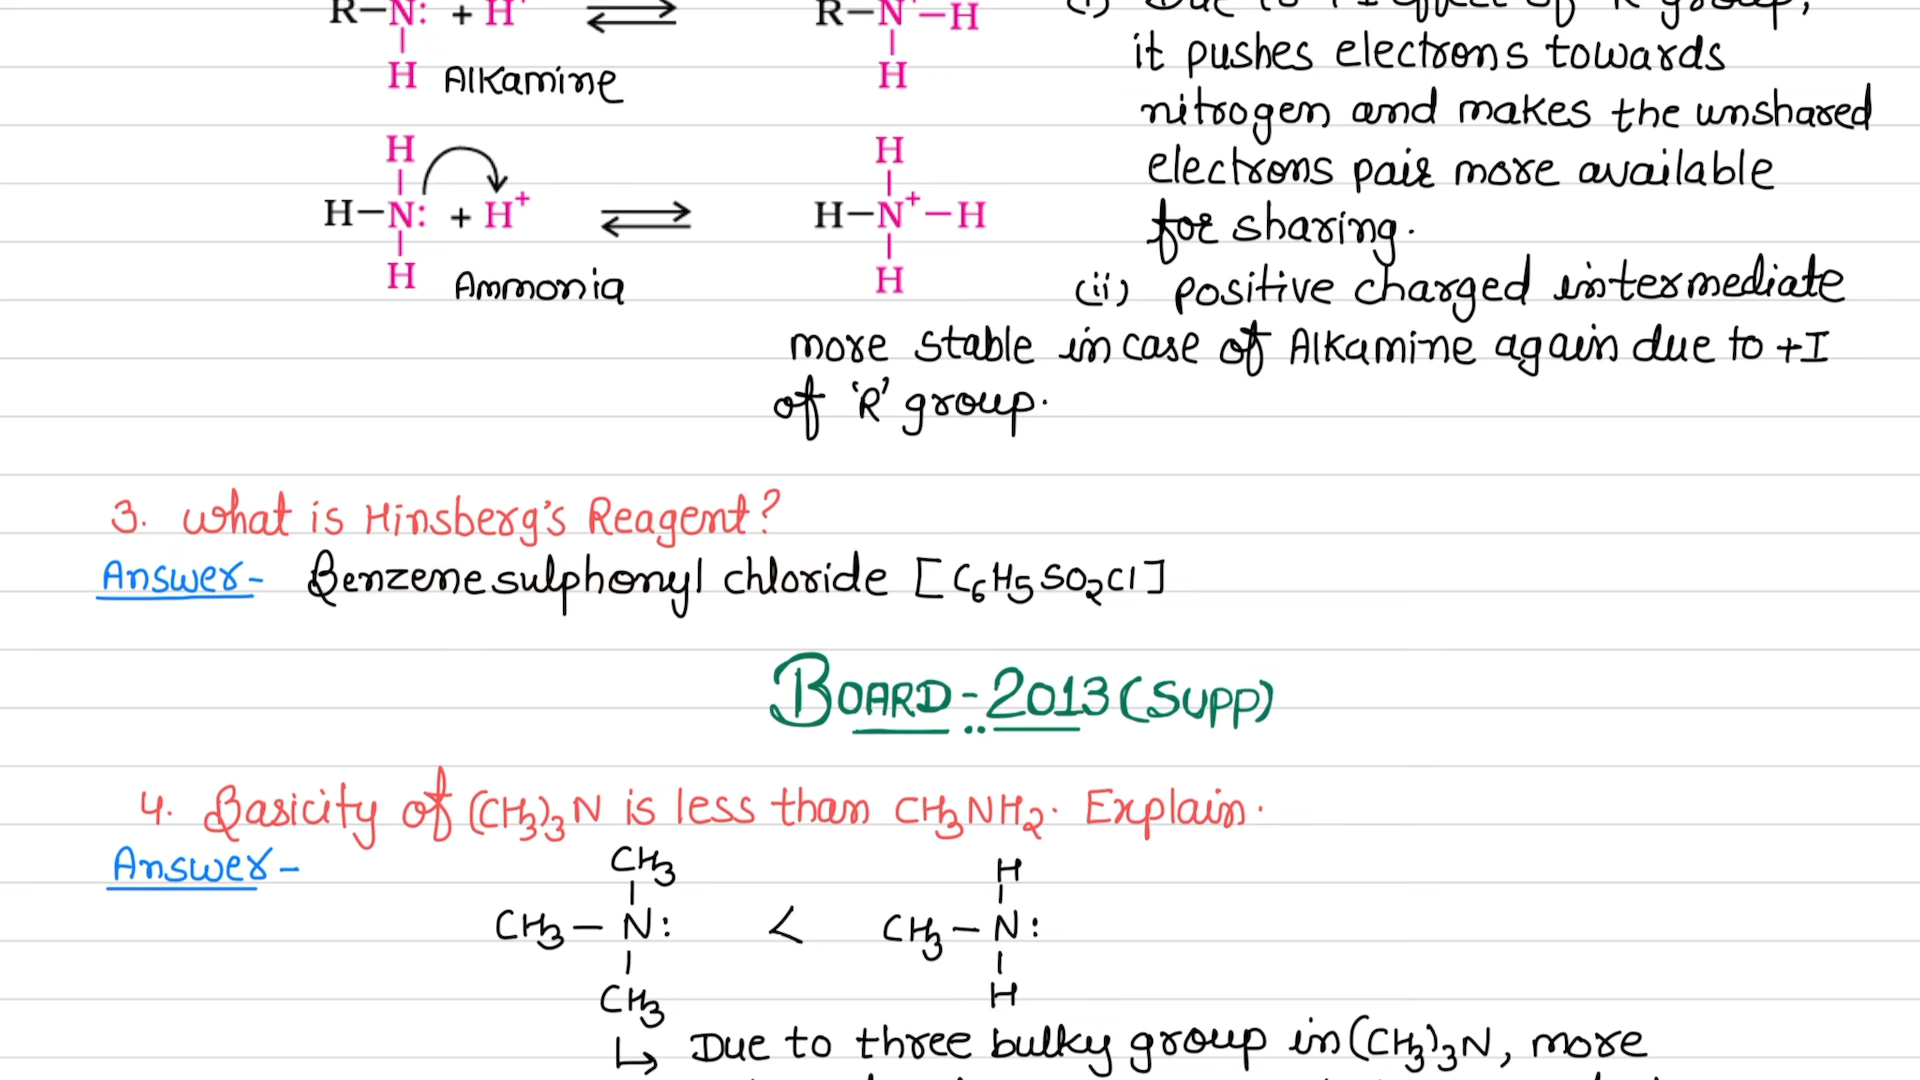 R—N: + H⁺ ⇌ R—N⁺—H
it pushes electrons towards
H Alkamine H
nitrogen and makes the unshared
electrons pair more available
for sharing.
H H
H—N: + H⁺ ⇌ H—N⁺—H
H Ammonia H
(ii) positive charged intermediate
more stable in case of Alkamine again due to +I
of 'R' group.
3. What is Hinsberg's Reagent?
Answer- Benzene sulphonyl chloride [C₆H₅SO₂Cl]
BOARD-2013 (SUPP)
4. Basicity of (CH₃)₃N is less than CH₃NH₂. Explain.
Answer-
CH₃ H
CH₃—N: < CH₃—N:
CH₃ H
↳ Due to three bulky group in (CH₃)₃N, more